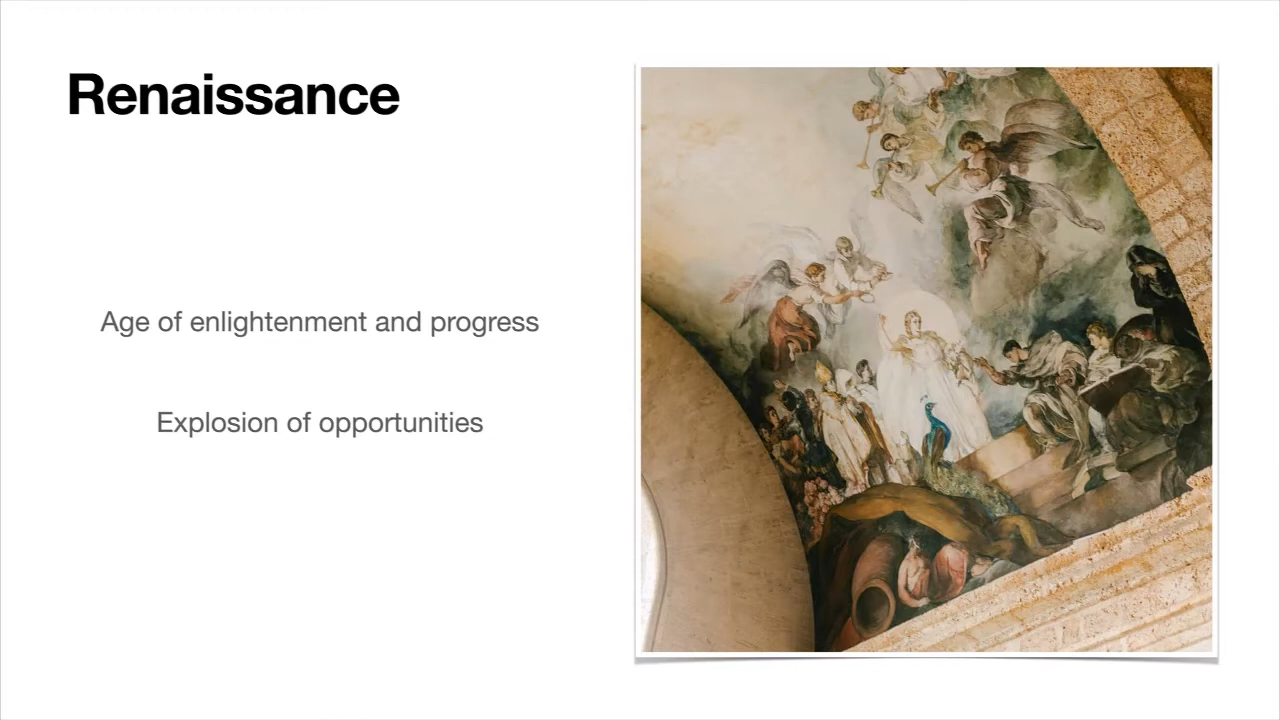 Renaissance
Age of enlightenment and progress
Explosion of opportunities